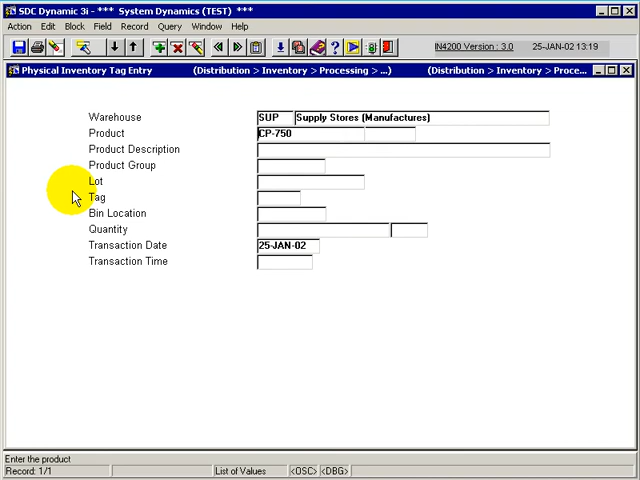 SDC Dynamic 3i - *** System Dynamics (TEST) ***
Action Edit Block Field Record Query Window Help
? IN4200 Version : 3.0 25-JAN-02 13:19
Physical Inventory Tag Entry (Distribution > Inventory > Processing > ...) (Distribution > Inventory > Proce...
Warehouse SUP Supply Stores (Manufactures)
Product CP-750
Product Description
Product Group
Lot
Tag
Bin Location
Quantity
Transaction Date 25-JAN-02
Transaction Time
Enter the product
Record: 1/1 List of Values <OSC> <DBG>